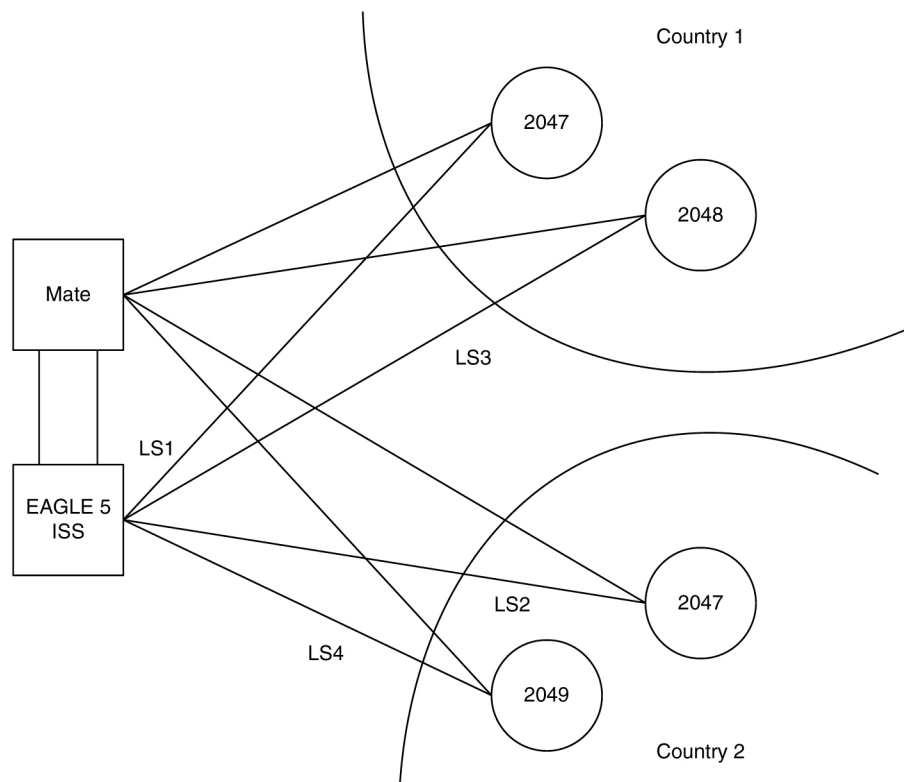 Country 1
2047
2048
Mate
LS3
LS1
EAGLE 5
ISS
LS2
2047
LS4
2049
Country 2